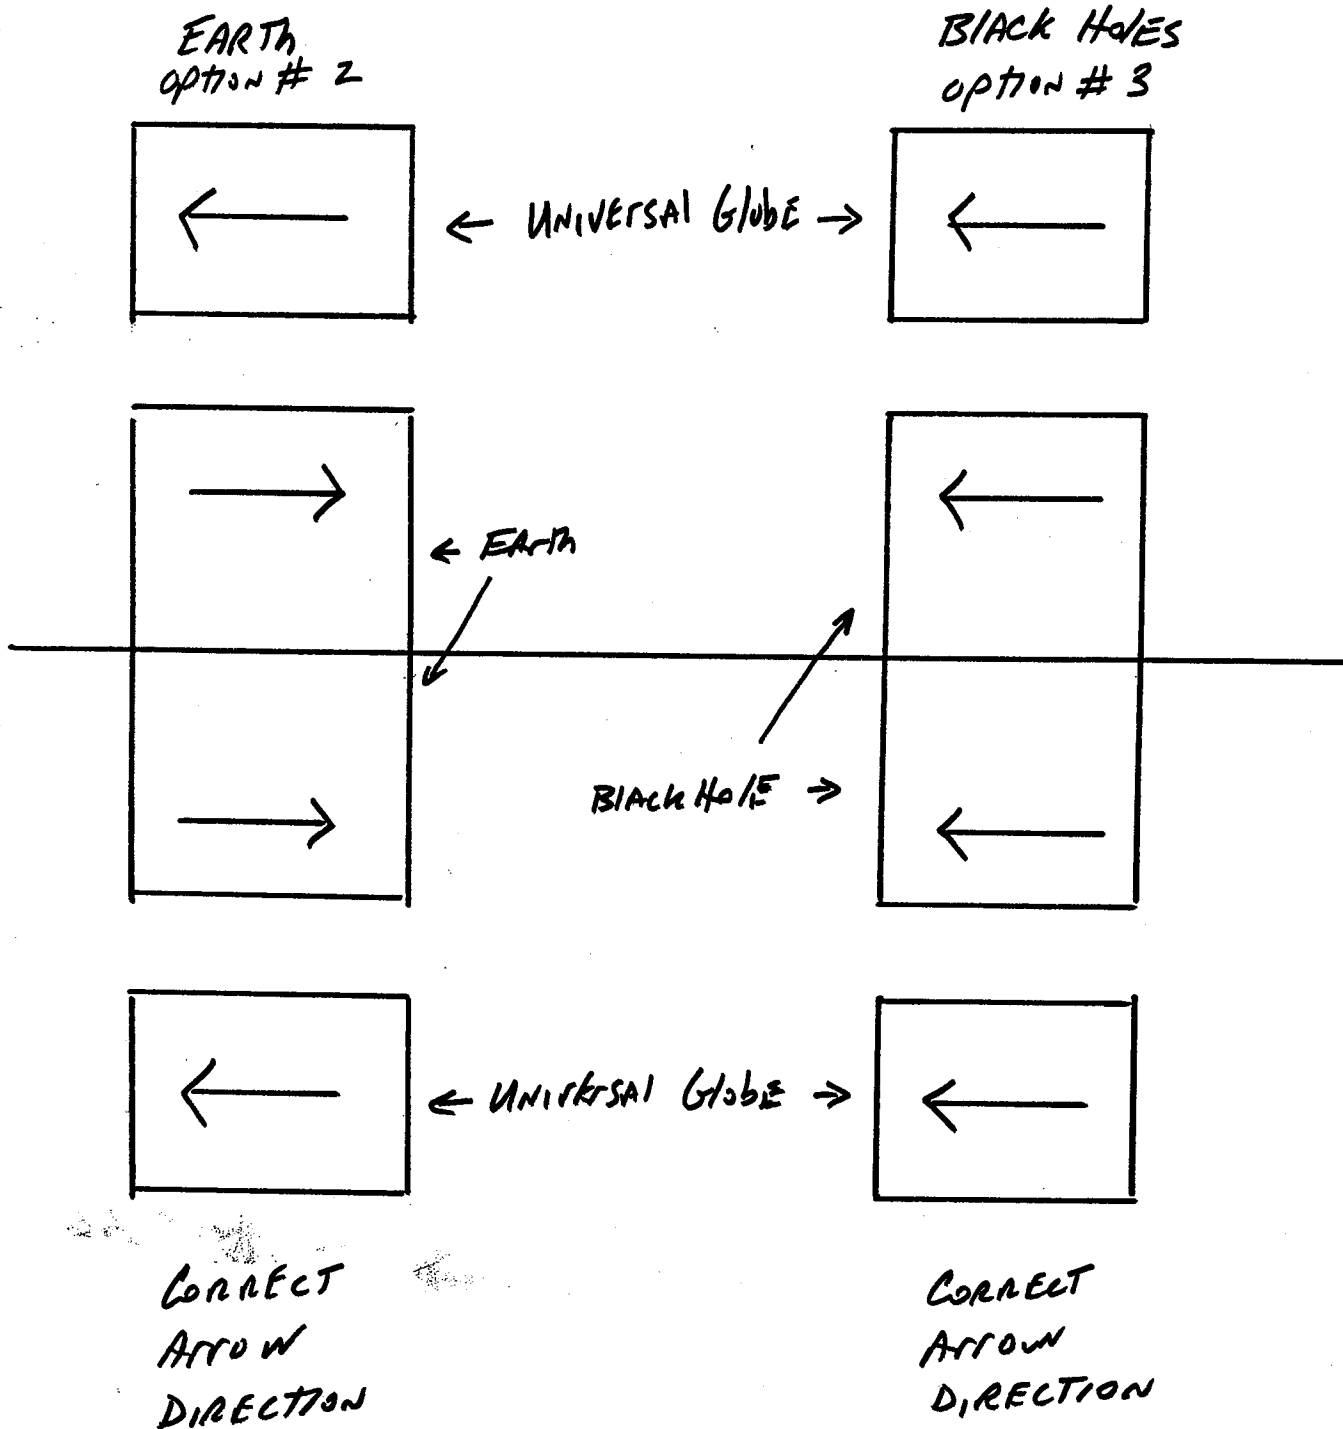 EARTh
OPTION # 2
BLACK HOLES
OPTION # 3
UNIVERSAL GlobE
EArth
BLACK HolE
UNIVErSAl GlobE
CORRECT
ArroW
DIRECTION
CORRECT
ArroW
DIRECTION